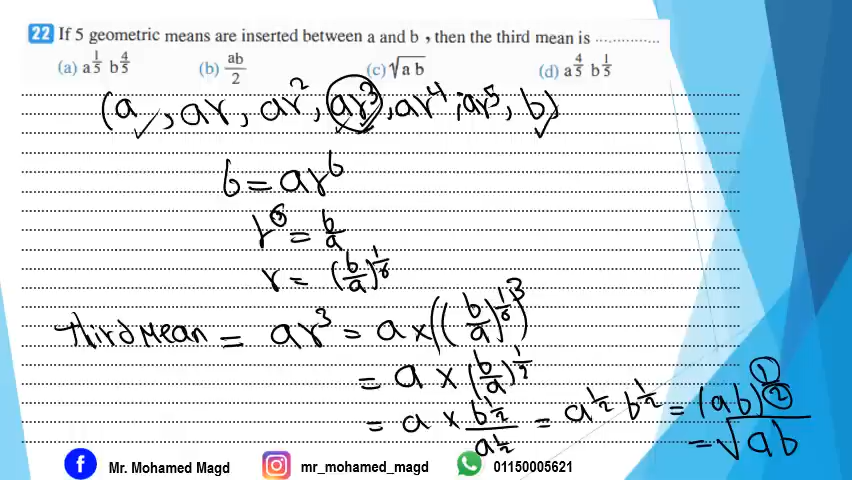 22 If 5 geometric means are inserted between a and b , then the third mean is ..............
(a) a^(1/5) b^(4/5) (b) ab/2 (c) √ab (d) a^(4/5) b^(1/5)
(a, ar, ar², ar³, ar⁴, ar⁵, b)
b = ar⁶
r⁶ = b/a
r = (b/a)^(1/6)
third Mean = ar³ = a × ((b/a)^(1/6))³
= a × (b/a)^(1/2)
= a × b^(1/2)/a^(1/2) = a^(1/2) b^(1/2) = (ab)^(1/2)
= √ab
Mr. Mohamed Magd mr_mohamed_magd 01150005621